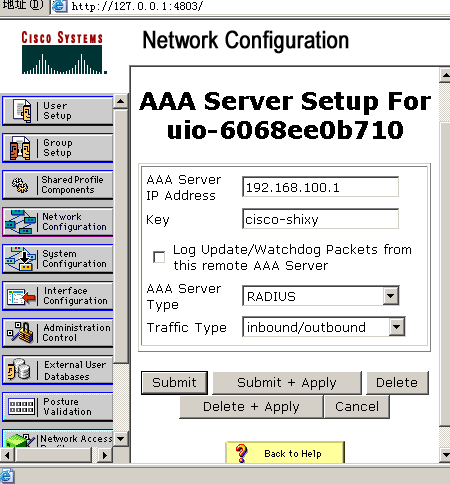 地址(D) http://127.0.0.1:4803/
CISCO SYSTEMS
Network Configuration
User
Setup
Group
Setup
Shared Profile
Components
Network
Configuration
System
Configuration
Interface
Configuration
Administration
Control
External User
Databases
Posture
Validation
Network Access
AAA Server Setup For
uio-6068ee0b710
AAA Server
IP Address
192.168.100.1
Key
cisco-shixy
Log Update/Watchdog Packets from
this remote AAA Server
AAA Server
Type
RADIUS
Traffic Type
inbound/outbound
Submit
Submit + Apply
Delete
Delete + Apply
Cancel
? Back to Help